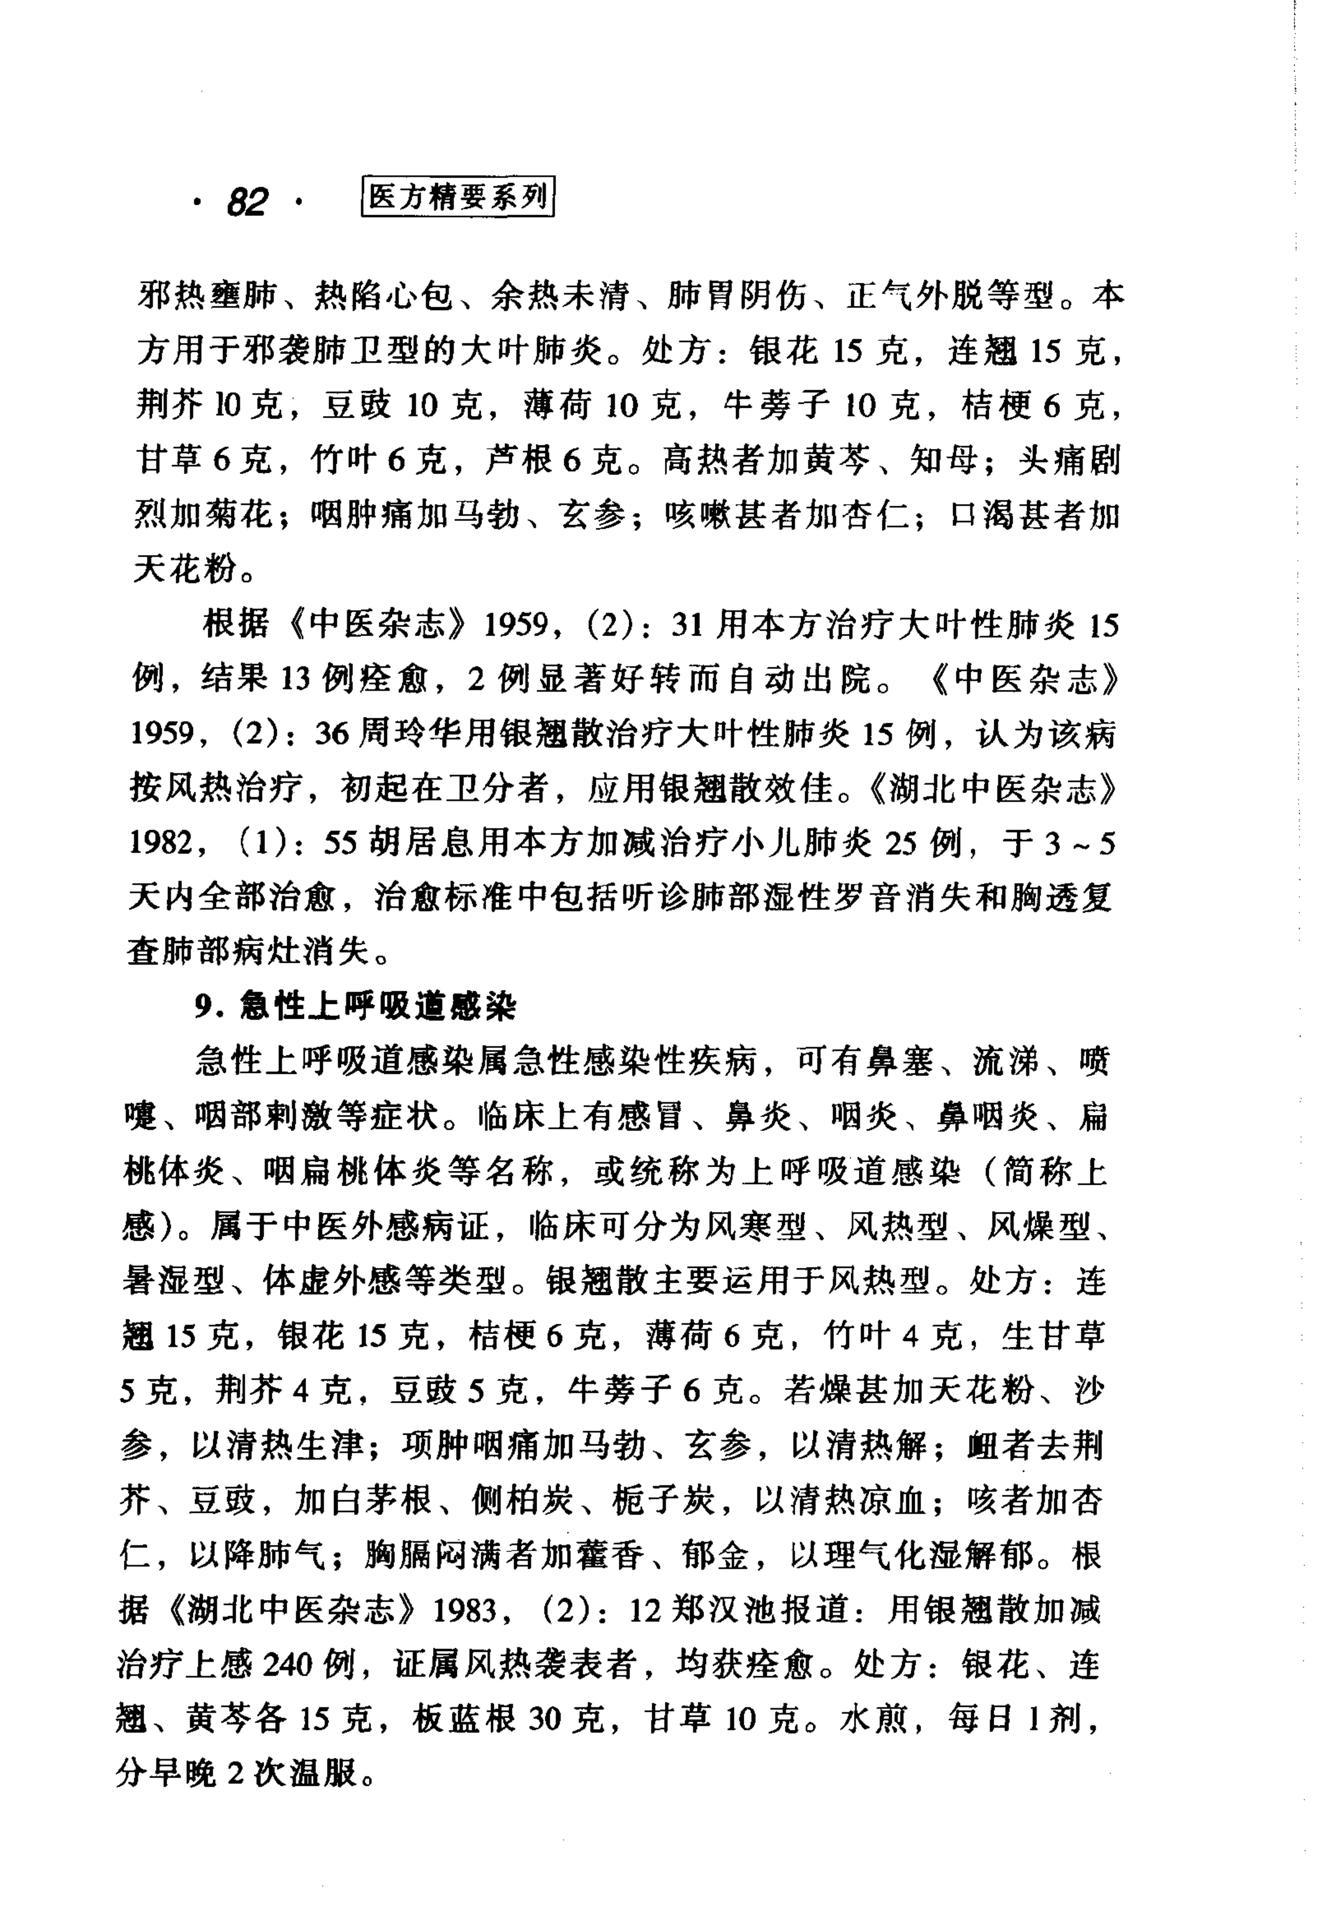 · 82 · 医方精要系列
邪热壅肺、热陷心包、余热未清、肺胃阴伤、正气外脱等型。本
方用于邪袭肺卫型的大叶肺炎。处方：银花 15 克，连翘 15 克，
荆芥 10 克，豆豉 10 克，薄荷 10 克，牛蒡子 10 克，桔梗 6 克，
甘草 6 克，竹叶 6 克，芦根 6 克。高热者加黄芩、知母；头痛剧
烈加菊花；咽肿痛加马勃、玄参；咳嗽甚者加杏仁；口渴甚者加
天花粉。
根据《中医杂志》1959，（2）：31 用本方治疗大叶性肺炎 15
例，结果 13 例痊愈，2 例显著好转而自动出院。《中医杂志》
1959，（2）：36 周玲华用银翘散治疗大叶性肺炎 15 例，认为该病
按风热治疗，初起在卫分者，应用银翘散效佳。《湖北中医杂志》
1982，（1）：55 胡居息用本方加减治疗小儿肺炎 25 例，于 3～5
天内全部治愈，治愈标准中包括听诊肺部湿性罗音消失和胸透复
查肺部病灶消失。
9. 急性上呼吸道感染
急性上呼吸道感染属急性感染性疾病，可有鼻塞、流涕、喷
嚏、咽部刺激等症状。临床上有感冒、鼻炎、咽炎、鼻咽炎、扁
桃体炎、咽扁桃体炎等名称，或统称为上呼吸道感染（简称上
感）。属于中医外感病证，临床可分为风寒型、风热型、风燥型、
暑湿型、体虚外感等类型。银翘散主要运用于风热型。处方：连
翘 15 克，银花 15 克，桔梗 6 克，薄荷 6 克，竹叶 4 克，生甘草
5 克，荆芥 4 克，豆豉 5 克，牛蒡子 6 克。若燥甚加天花粉、沙
参，以清热生津；项肿咽痛加马勃、玄参，以清热解；衄者去荆
芥、豆豉，加白茅根、侧柏炭、栀子炭，以清热凉血；咳者加杏
仁，以降肺气；胸膈闷满者加藿香、郁金，以理气化湿解郁。根
据《湖北中医杂志》1983，（2）：12 郑汉池报道：用银翘散加减
治疗上感 240 例，证属风热袭表者，均获痊愈。处方：银花、连
翘、黄芩各 15 克，板蓝根 30 克，甘草 10 克。水煎，每日 1 剂，
分早晚 2 次温服。